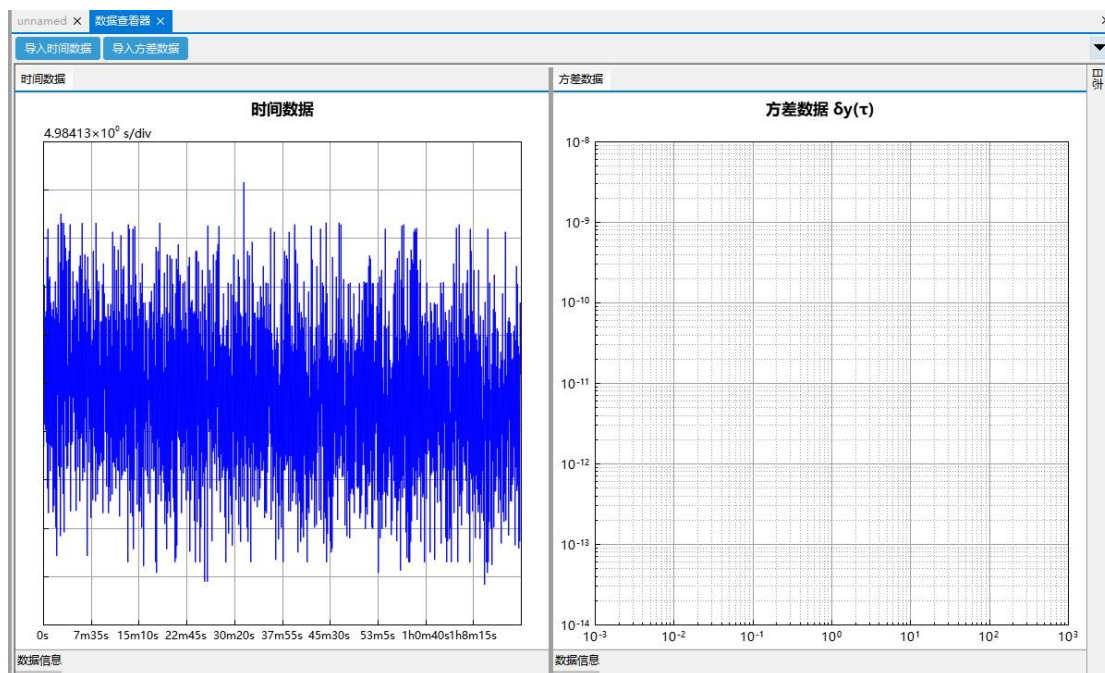 unnamed × 数据查看器 ×
导入时间数据 导入方差数据
时间数据
时间数据
4.98413×10⁰ s/div
0s 7m35s 15m10s 22m45s 30m20s 37m55s 45m30s 53m5s 1h0m40s1h8m15s
数据信息
方差数据
方差数据 δy(τ)
10⁻⁸
10⁻⁹
10⁻¹⁰
10⁻¹¹
10⁻¹²
10⁻¹³
10⁻¹⁴
10⁻³ 10⁻² 10⁻¹ 10⁰ 10¹ 10² 10³
数据信息
日志